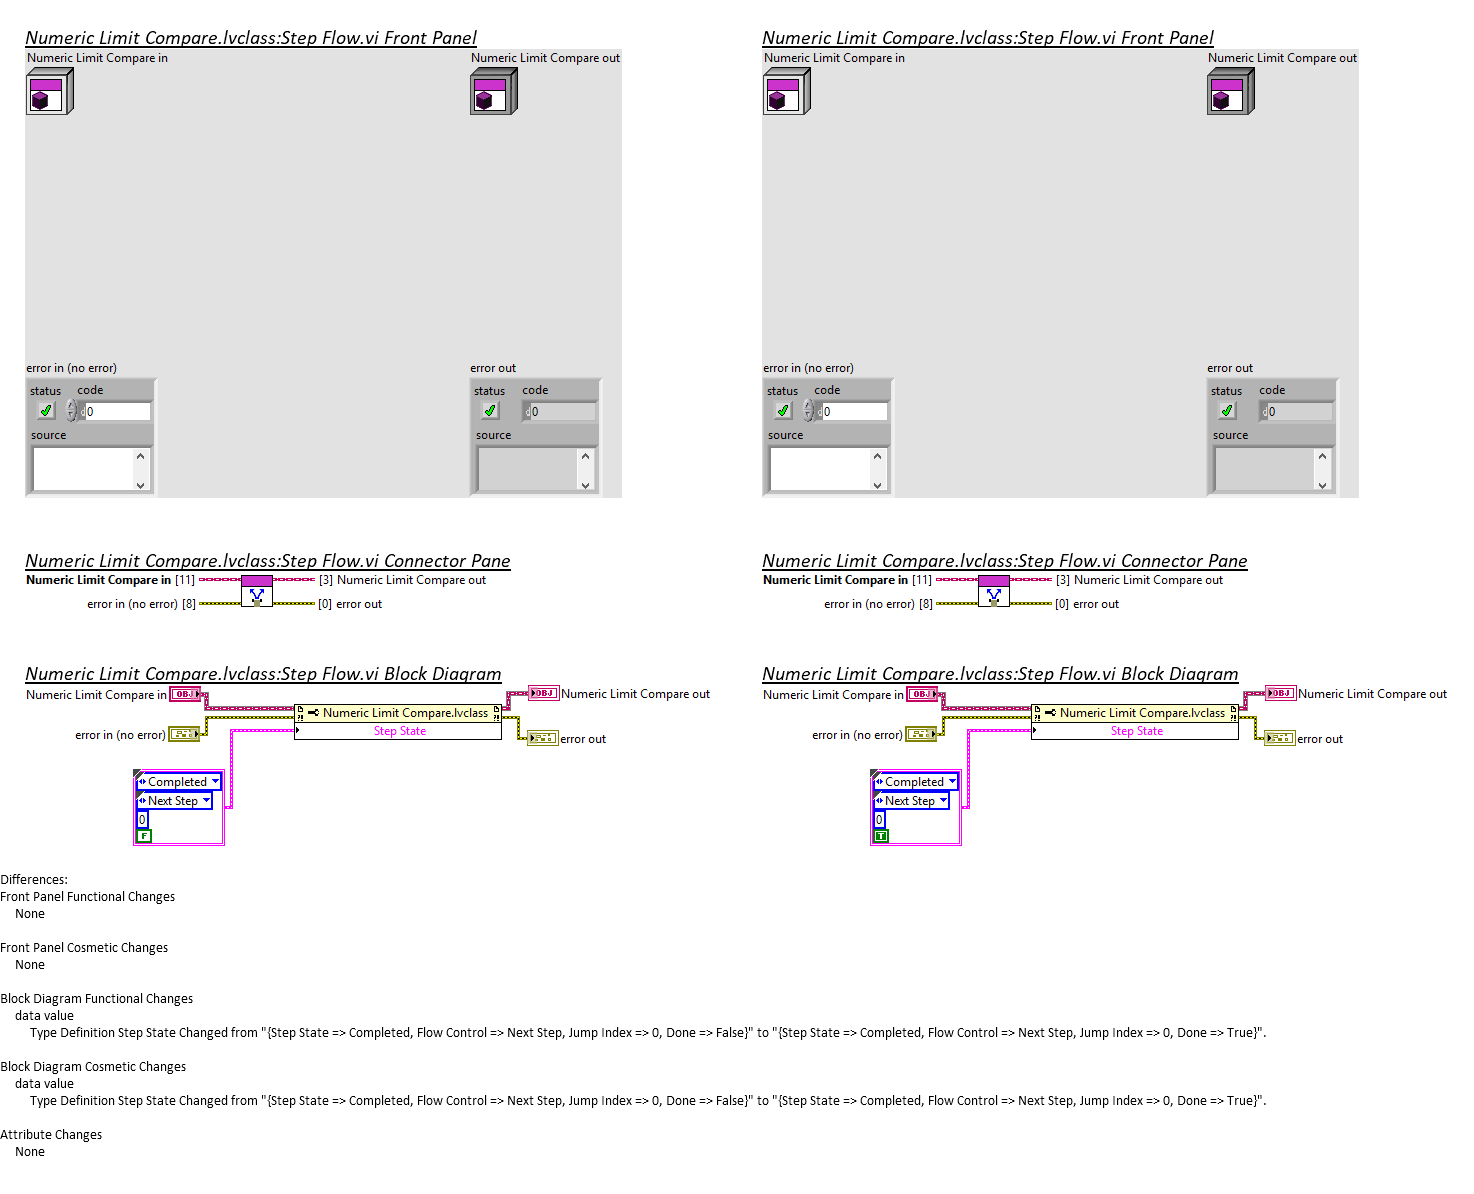 Numeric Limit Compare.lvclass:Step Flow.vi Front Panel
Numeric Limit Compare in
Numeric Limit Compare out
error in (no error)
status
code
d
0
source
error out
status
code
d
0
source
Numeric Limit Compare.lvclass:Step Flow.vi Connector Pane
Numeric Limit Compare in [11]
[3] Numeric Limit Compare out
error in (no error) [8]
[0] error out
Numeric Limit Compare.lvclass:Step Flow.vi Block Diagram
Numeric Limit Compare in
OBJ
OBJ
Numeric Limit Compare out
?! Numeric Limit Compare.lvclass ?!
Step State
error in (no error)
error out
Completed
Next Step
0
F
Numeric Limit Compare.lvclass:Step Flow.vi Front Panel
Numeric Limit Compare in
Numeric Limit Compare out
error in (no error)
status
code
d
0
source
error out
status
code
d
0
source
Numeric Limit Compare.lvclass:Step Flow.vi Connector Pane
Numeric Limit Compare in [11]
[3] Numeric Limit Compare out
error in (no error) [8]
[0] error out
Numeric Limit Compare.lvclass:Step Flow.vi Block Diagram
Numeric Limit Compare in
OBJ
OBJ
Numeric Limit Compare out
?! Numeric Limit Compare.lvclass ?!
Step State
error in (no error)
error out
Completed
Next Step
0
T
Differences:
Front Panel Functional Changes
None
Front Panel Cosmetic Changes
None
Block Diagram Functional Changes
data value
Type Definition Step State Changed from "{Step State => Completed, Flow Control => Next Step, Jump Index => 0, Done => False}" to "{Step State => Completed, Flow Control => Next Step, Jump Index => 0, Done => True}".
Block Diagram Cosmetic Changes
data value
Type Definition Step State Changed from "{Step State => Completed, Flow Control => Next Step, Jump Index => 0, Done => False}" to "{Step State => Completed, Flow Control => Next Step, Jump Index => 0, Done => True}".
Attribute Changes
None